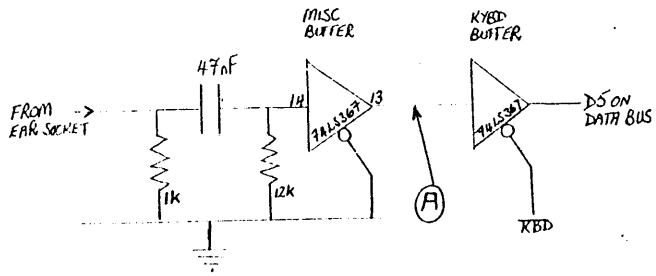 MISC
BUFFER
KYBD
BUFFER
47nF
FROM
EAR SOCKET
14
13
74LS367
74LS367
D5 ON
DATA BUS
1K
12K
A
KBD